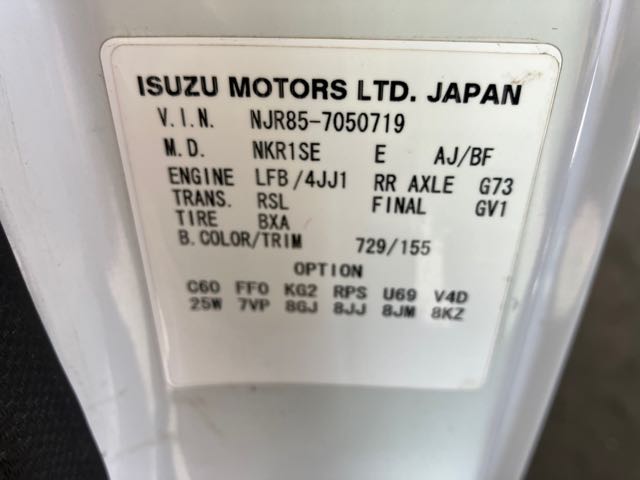 ISUZU MOTORS LTD. JAPAN
V.I.N. NJR85-7050719
M.D. NKR1SE E AJ/BF
ENGINE LFB/4JJ1 RR AXLE G73
TRANS. RSL FINAL GV1
TIRE BXA
B.COLOR/TRIM 729/155
OPTION
C60 FF0 KG2 RPS U69 V4D
25W 7VP 8GJ 8JJ 8JM 8KZ